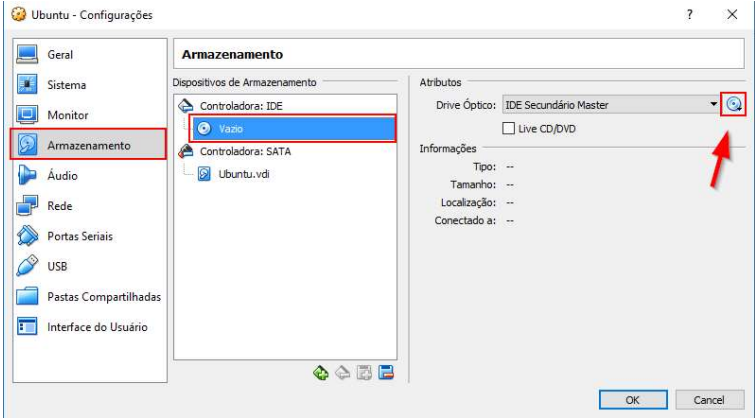 Ubuntu - Configurações
?
Geral
Sistema
Monitor
Armazenamento
Áudio
Rede
Portas Seriais
USB
Pastas Compartilhadas
Interface do Usuário
Armazenamento
Dispositivos de Armazenamento
Controladora: IDE
Vazio
Controladora: SATA
Ubuntu.vdi
Atributos
Drive Óptico: IDE Secundário Master
Live CD/DVD
Informações
Tipo: --
Tamanho: --
Localização: --
Conectado a: --
OK
Cancel